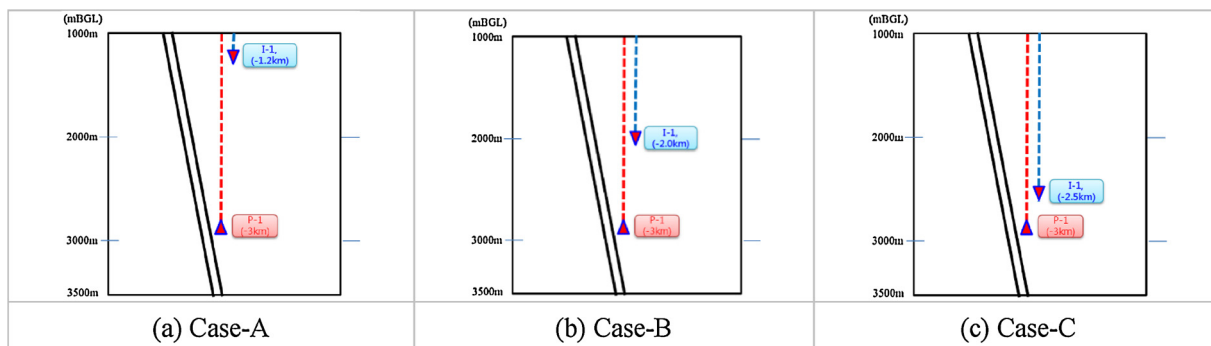 (mBGL)
1000m
I-1,
(-1.2km)
2000m
P-1
(-3km)
3000m
3500m
(a) Case-A
(mBGL)
1000m
2000m
I-1,
(-2.0km)
P-1
(-3km)
3000m
3500m
(b) Case-B
(mBGL)
1000m
2000m
I-1,
(-2.5km)
P-1
(-3km)
3000m
3500m
(c) Case-C